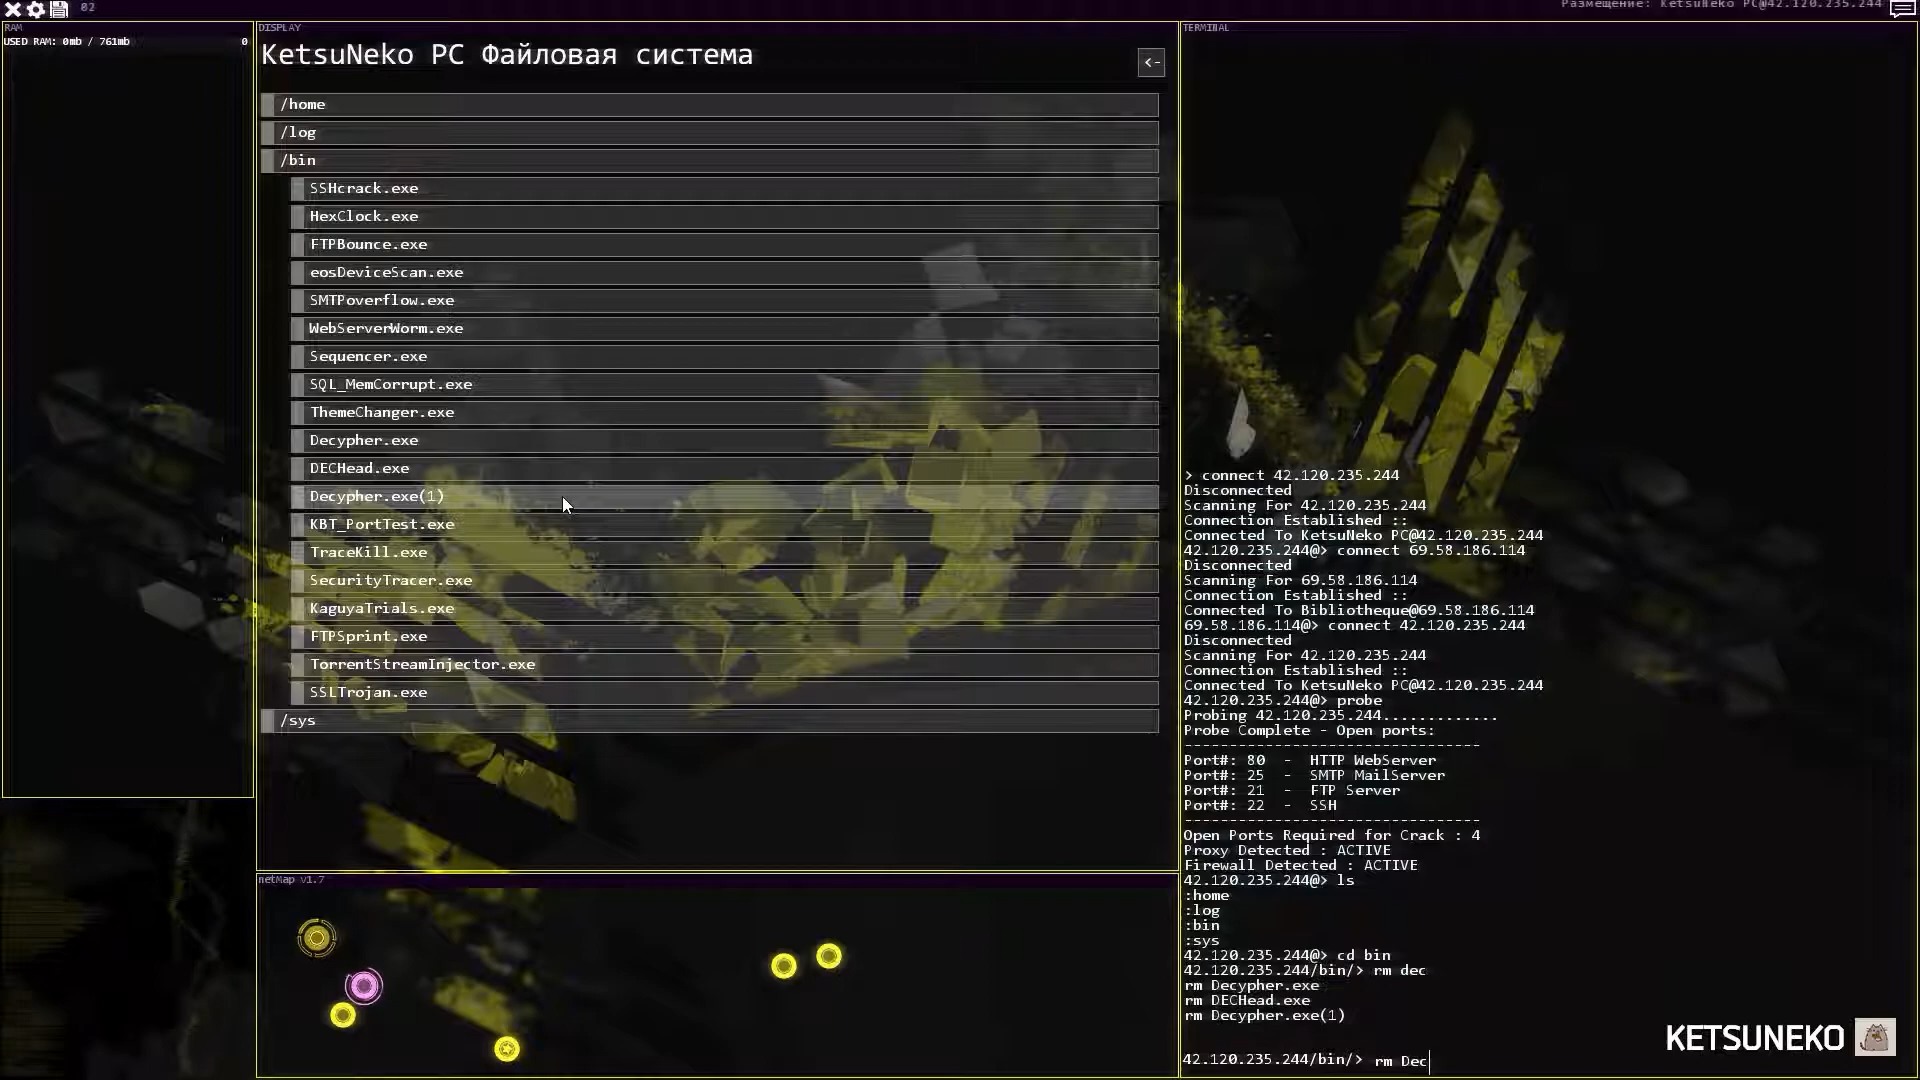 02
Размещение: KetsuNeko PC@42.120.235.244
RAM
USED RAM: 0mb / 761mb 0
DISPLAY
KetsuNeko PC Файловая система
<-
/home
/log
/bin
SSHcrack.exe
HexClock.exe
FTPBounce.exe
eosDeviceScan.exe
SMTPoverflow.exe
WebServerWorm.exe
Sequencer.exe
SQL_MemCorrupt.exe
ThemeChanger.exe
Decypher.exe
DECHead.exe
Decypher.exe(1)
KBT_PortTest.exe
TraceKill.exe
SecurityTracer.exe
KaguyaTrials.exe
FTPSprint.exe
TorrentStreamInjector.exe
SSLTrojan.exe
/sys
netMap v1.7
TERMINAL
> connect 42.120.235.244
Disconnected
Scanning For 42.120.235.244
Connection Established ::
Connected To KetsuNeko PC@42.120.235.244
42.120.235.244@> connect 69.58.186.114
Disconnected
Scanning For 69.58.186.114
Connection Established ::
Connected To Bibliotheque@69.58.186.114
69.58.186.114@> connect 42.120.235.244
Disconnected
Scanning For 42.120.235.244
Connection Established ::
Connected To KetsuNeko PC@42.120.235.244
42.120.235.244@> probe
Probing 42.120.235.244.............
Probe Complete - Open ports:
---------------------------------
Port#: 80 - HTTP WebServer
Port#: 25 - SMTP MailServer
Port#: 21 - FTP Server
Port#: 22 - SSH
---------------------------------
Open Ports Required for Crack : 4
Proxy Detected : ACTIVE
Firewall Detected : ACTIVE
42.120.235.244@> ls
:home
:log
:bin
:sys
42.120.235.244@> cd bin
42.120.235.244/bin/> rm dec
rm Decypher.exe
rm DECHead.exe
rm Decypher.exe(1)
42.120.235.244/bin/> rm Dec
KETSUNEKO